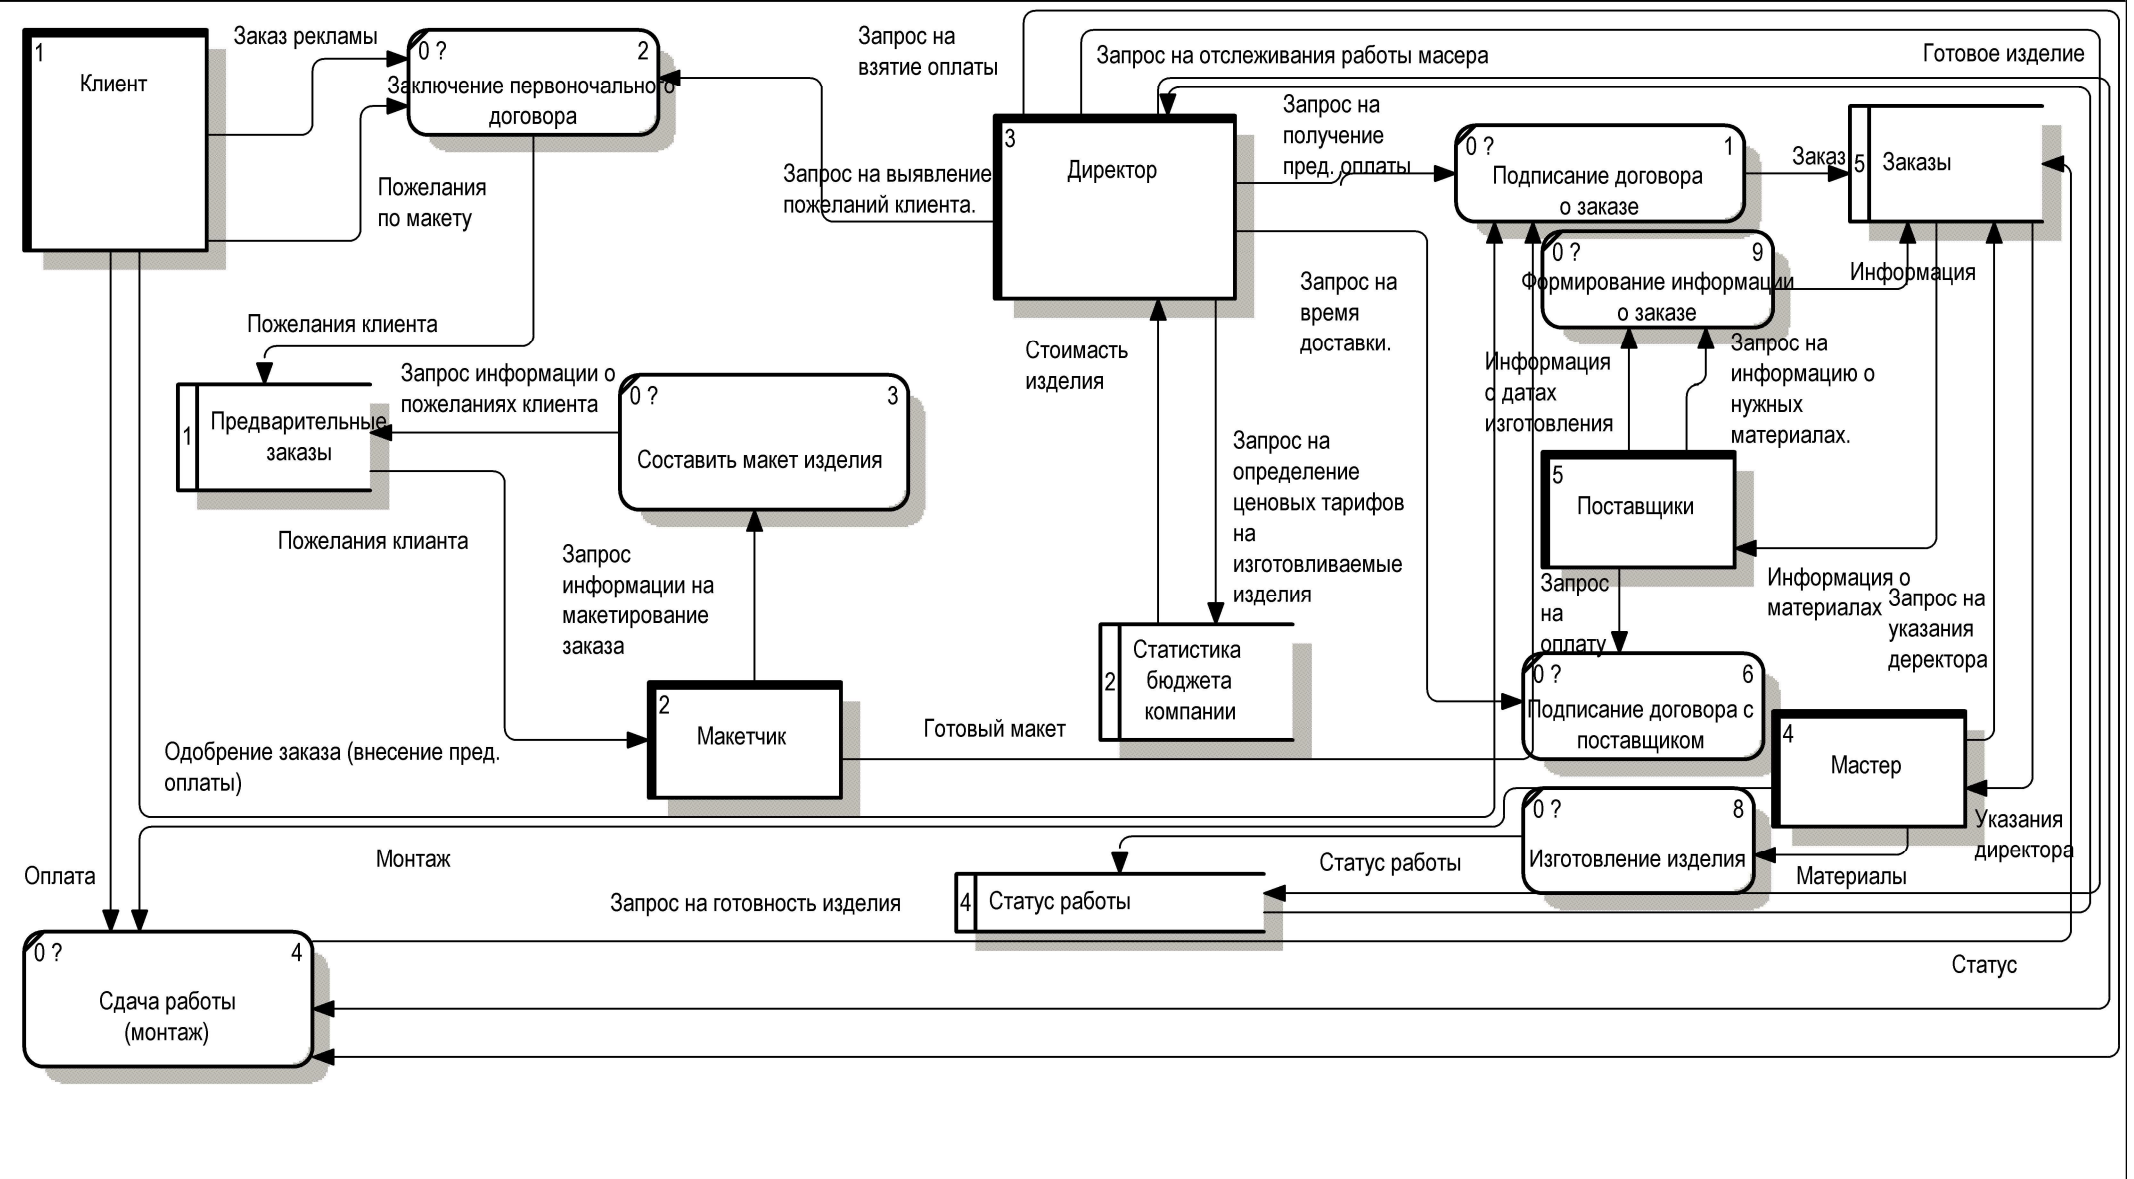 1
Клиент
Заказ рекламы
0 ?
2
Заключение первоночального
договора
Пожелания
по макету
Запрос на
взятие оплаты
Запрос на отслеживания работы масера
Готовое изделие
Запрос на выявление
пожеланий клиента.
3
Директор
Запрос на
получение
пред. оплаты
0 ?
1
Подписание договора
о заказе
Заказ
5
Заказы
0 ?
9
Формирование информации
о заказе
Информация
Запрос на
время
доставки.
Пожелания клиента
Запрос информации о
пожеланиях клиента
1
Предварительные
заказы
0 ?
3
Составить макет изделия
Стоимасть
изделия
Информация
о датах
изготовления
Запрос на
информацию о
нужных
материалах.
Запрос на
определение
ценовых тарифов
на
изготовливаемые
изделия
5
Поставщики
Пожелания клианта
Запрос
информации на
макетирование
заказа
Запрос
на
оплату
Информация о
материалах
Запрос на
указания
деректора
2
Статистика
бюджета
компании
0 ?
6
Подписание договора с
поставщиком
2
Макетчик
Готовый макет
4
Мастер
Одобрение заказа (внесение пред.
оплаты)
0 ?
8
Изготовление изделия
Указания
директора
Монтаж
Оплата
Статус работы
Материалы
Запрос на готовность изделия
4
Статус работы
0 ?
4
Сдача работы
(монтаж)
Статус